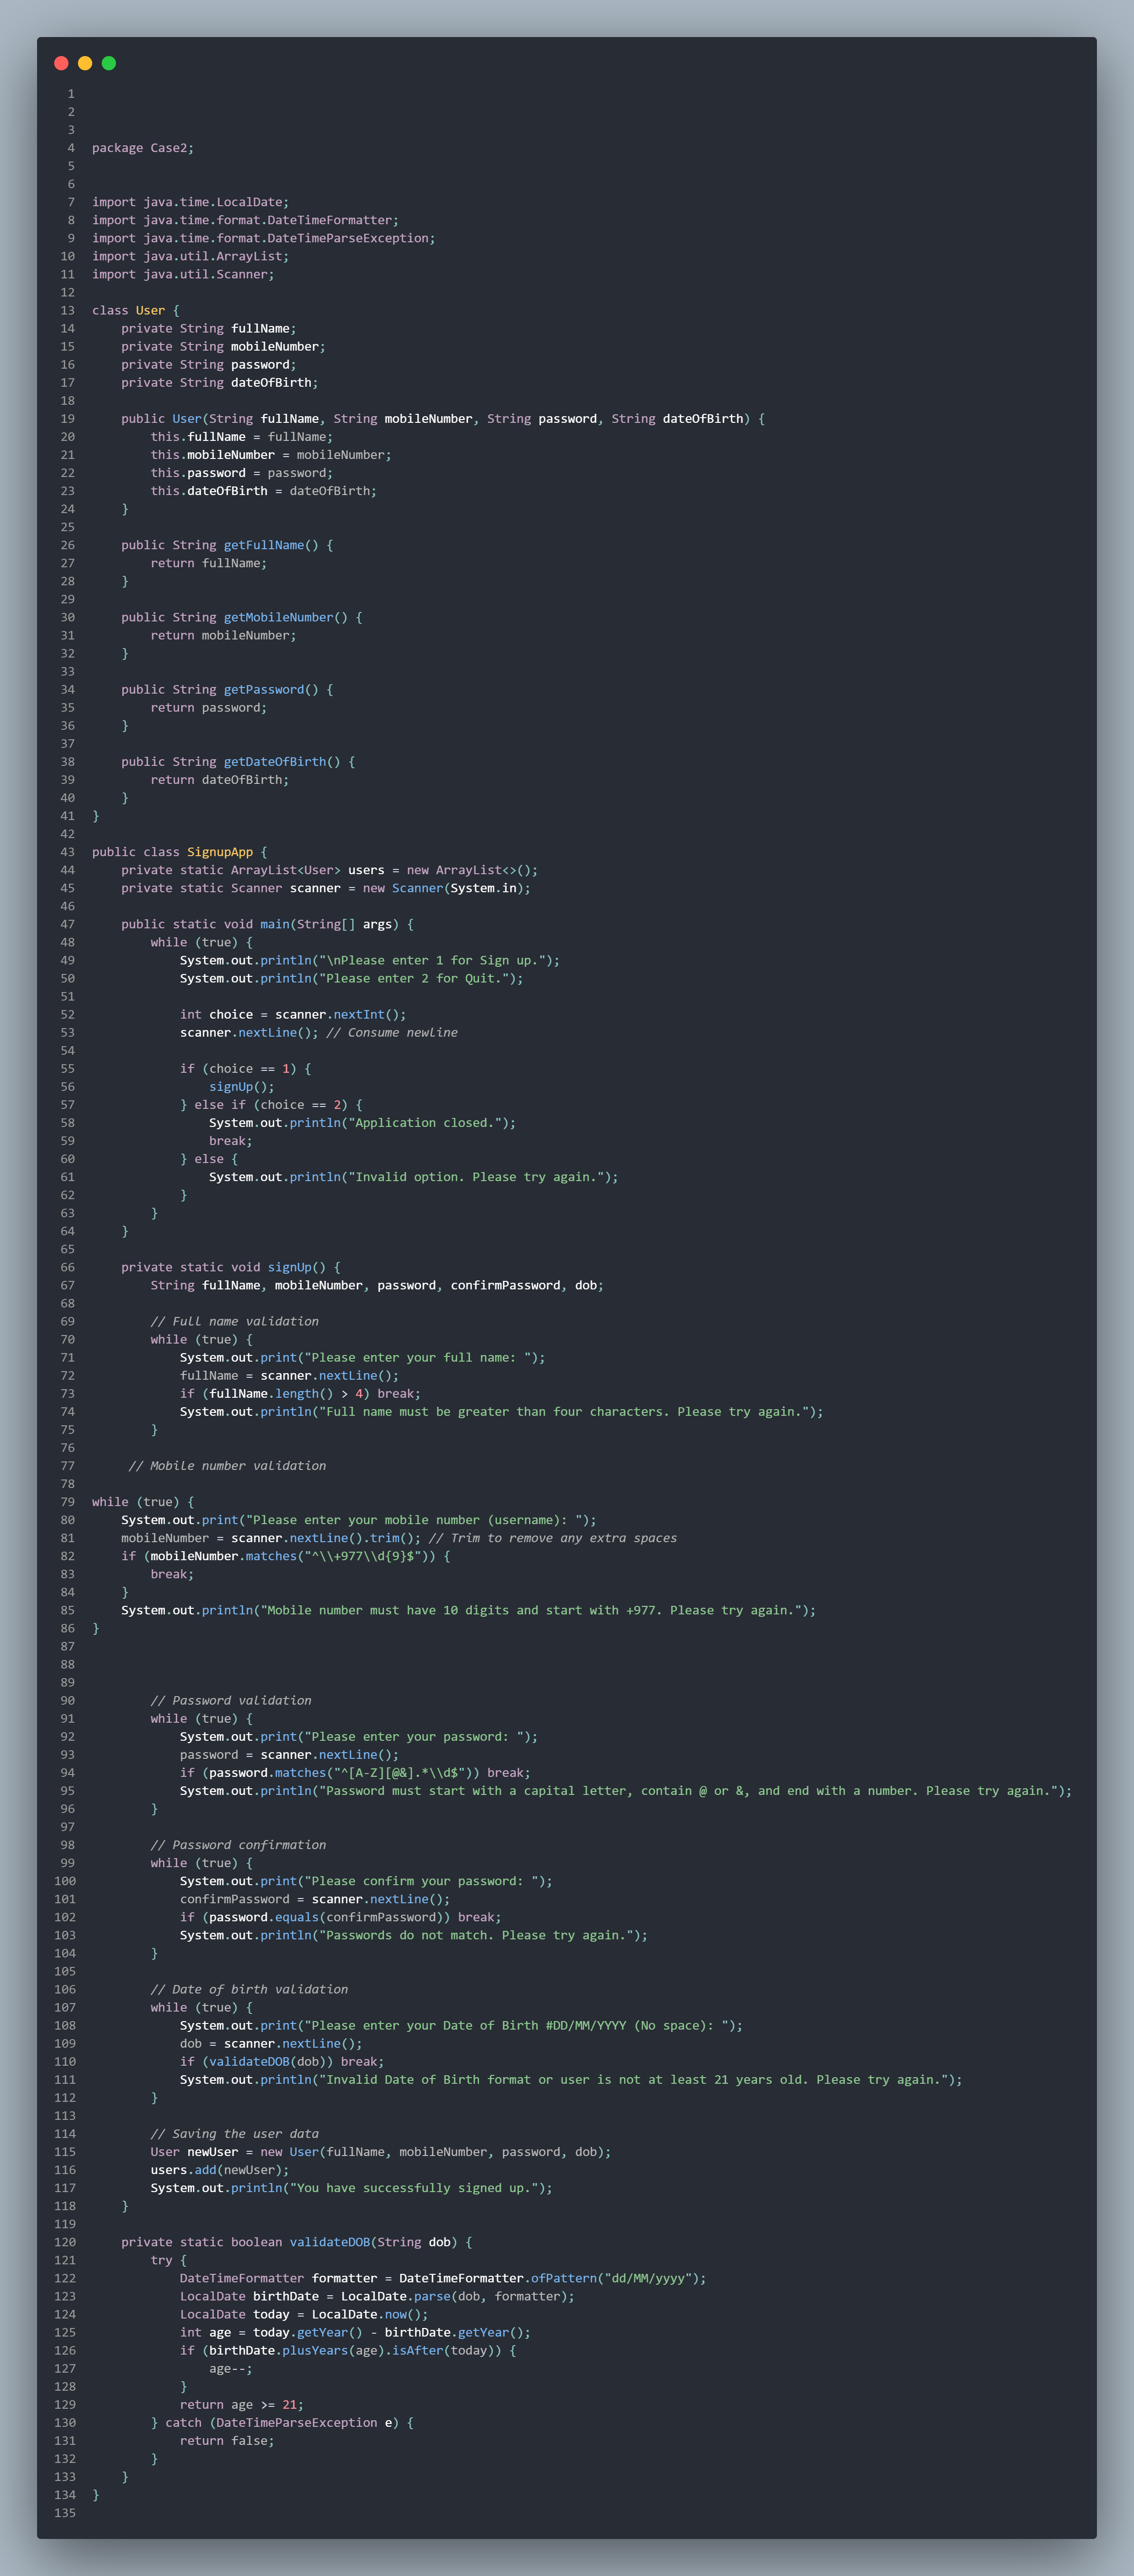 1
2
3
4 package Case2;
5
6
7 import java.time.LocalDate;
8 import java.time.format.DateTimeFormatter;
9 import java.time.format.DateTimeParseException;
10 import java.util.ArrayList;
11 import java.util.Scanner;
12
13 class User {
14     private String fullName;
15     private String mobileNumber;
16     private String password;
17     private String dateOfBirth;
18
19     public User(String fullName, String mobileNumber, String password, String dateOfBirth) {
20         this.fullName = fullName;
21         this.mobileNumber = mobileNumber;
22         this.password = password;
23         this.dateOfBirth = dateOfBirth;
24     }
25
26     public String getFullName() {
27         return fullName;
28     }
29
30     public String getMobileNumber() {
31         return mobileNumber;
32     }
33
34     public String getPassword() {
35         return password;
36     }
37
38     public String getDateOfBirth() {
39         return dateOfBirth;
40     }
41 }
42
43 public class SignupApp {
44     private static ArrayList<User> users = new ArrayList<>();
45     private static Scanner scanner = new Scanner(System.in);
46
47     public static void main(String[] args) {
48         while (true) {
49             System.out.println("\nPlease enter 1 for Sign up.");
50             System.out.println("Please enter 2 for Quit.");
51
52             int choice = scanner.nextInt();
53             scanner.nextLine(); // Consume newline
54
55             if (choice == 1) {
56                 signUp();
57             } else if (choice == 2) {
58                 System.out.println("Application closed.");
59                 break;
60             } else {
61                 System.out.println("Invalid option. Please try again.");
62             }
63         }
64     }
65
66     private static void signUp() {
67         String fullName, mobileNumber, password, confirmPassword, dob;
68
69         // Full name validation
70         while (true) {
71             System.out.print("Please enter your full name: ");
72             fullName = scanner.nextLine();
73             if (fullName.length() > 4) break;
74             System.out.println("Full name must be greater than four characters. Please try again.");
75         }
76
77      // Mobile number validation
78
79 while (true) {
80     System.out.print("Please enter your mobile number (username): ");
81     mobileNumber = scanner.nextLine().trim(); // Trim to remove any extra spaces
82     if (mobileNumber.matches("^\\+977\\d{9}$")) {
83         break;
84     }
85     System.out.println("Mobile number must have 10 digits and start with +977. Please try again.");
86 }
87
88
89
90         // Password validation
91         while (true) {
92             System.out.print("Please enter your password: ");
93             password = scanner.nextLine();
94             if (password.matches("^[A-Z][@&].*\\d$")) break;
95             System.out.println("Password must start with a capital letter, contain @ or &, and end with a number. Please try again.");
96         }
97
98         // Password confirmation
99         while (true) {
100             System.out.print("Please confirm your password: ");
101             confirmPassword = scanner.nextLine();
102             if (password.equals(confirmPassword)) break;
103             System.out.println("Passwords do not match. Please try again.");
104         }
105
106         // Date of birth validation
107         while (true) {
108             System.out.print("Please enter your Date of Birth #DD/MM/YYYY (No space): ");
109             dob = scanner.nextLine();
110             if (validateDOB(dob)) break;
111             System.out.println("Invalid Date of Birth format or user is not at least 21 years old. Please try again.");
112         }
113
114         // Saving the user data
115         User newUser = new User(fullName, mobileNumber, password, dob);
116         users.add(newUser);
117         System.out.println("You have successfully signed up.");
118     }
119
120     private static boolean validateDOB(String dob) {
121         try {
122             DateTimeFormatter formatter = DateTimeFormatter.ofPattern("dd/MM/yyyy");
123             LocalDate birthDate = LocalDate.parse(dob, formatter);
124             LocalDate today = LocalDate.now();
125             int age = today.getYear() - birthDate.getYear();
126             if (birthDate.plusYears(age).isAfter(today)) {
127                 age--;
128             }
129             return age >= 21;
130         } catch (DateTimeParseException e) {
131             return false;
132         }
133     }
134 }
135